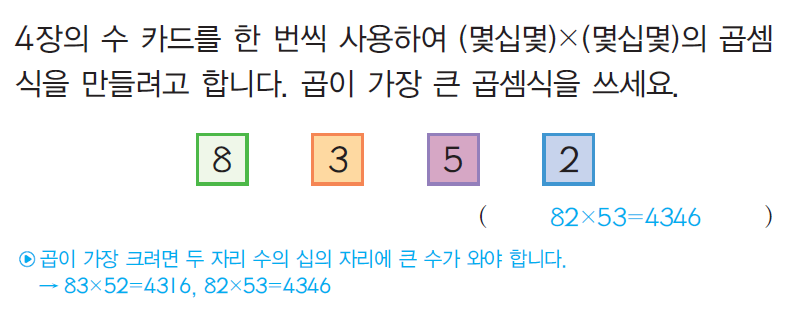 4장의 수 카드를 한 번씩 사용하여 (몇십몇)×(몇십몇)의 곱셈
식을 만들려고 합니다. 곱이 가장 큰 곱셈식을 쓰세요.
8 3 5 2
( 82×53=4346 )
곱이 가장 크려면 두 자리 수의 십의 자리에 큰 수가 와야 합니다.
→ 83×52=4316, 82×53=4346